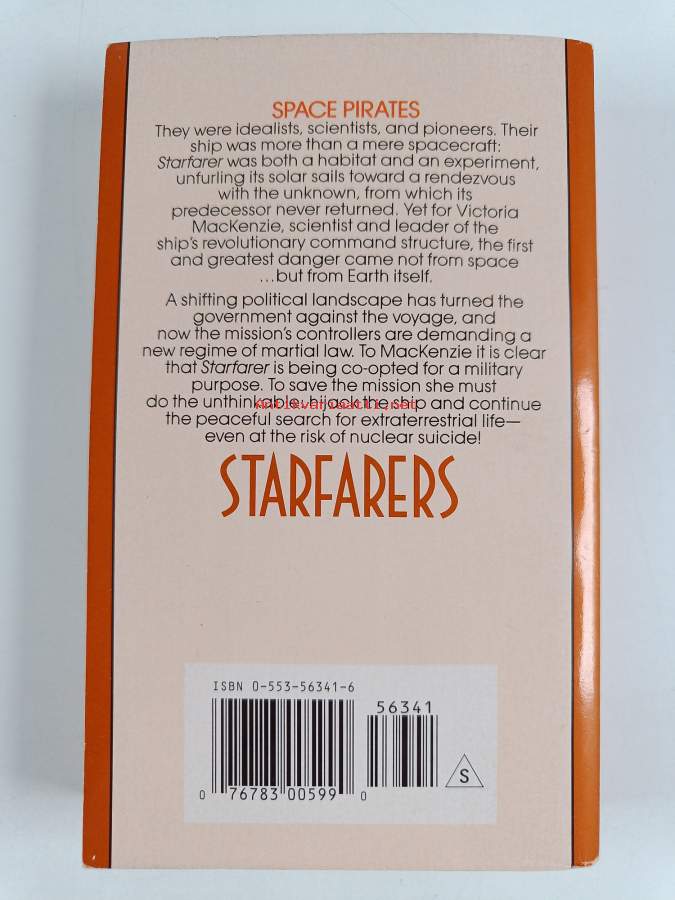 SPACE PIRATES
They were idealists, scientists, and pioneers. Their
ship was more than a mere spacecraft:
Starfarer was both a habitat and an experiment,
unfurling its solar sails toward a rendezvous
with the unknown, from which its
predecessor never returned. Yet for Victoria
MacKenzie, scientist and leader of the
ship's revolutionary command structure, the first
and greatest danger came not from space
...but from Earth itself.
A shifting political landscape has turned the
government against the voyage, and
now the mission's controllers are demanding a
new regime of martial law. To MacKenzie it is clear
that Starfarer is being co-opted for a military
purpose. To save the mission she must
do the unthinkable: hijack the ship and continue
Antikvariaatti.net
the peaceful search for extraterrestrial life—
even at the risk of nuclear suicide!
STARFARERS
ISBN 0-553-56341-6
56341
S
0 76783 00599 0